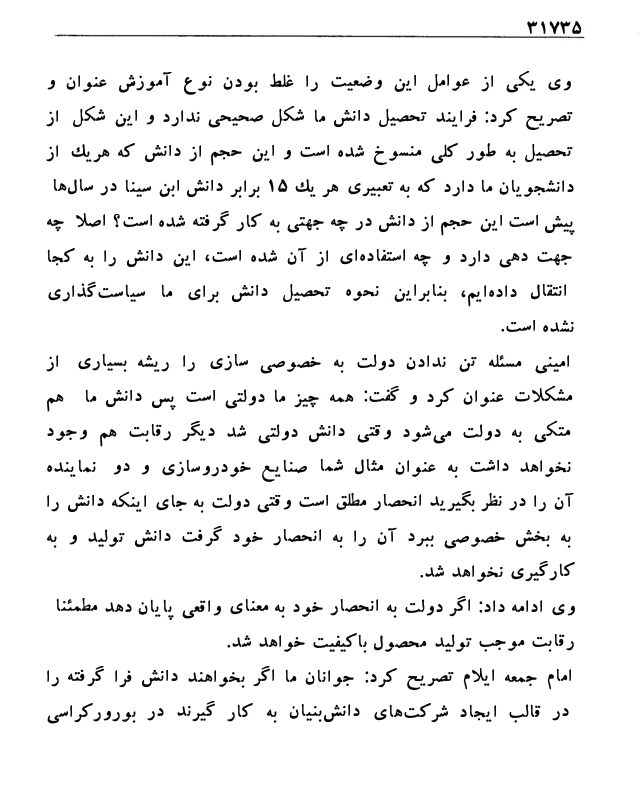 ۳۱۷۳۵
وی یکی از عوامل این وضعیت را غلط بودن نوع آموزش عنوان و
تصریح کرد: فرایند تحصیل دانش ما شکل صحیحی ندارد و این شکل از
تحصیل به طور کلی منسوخ شده است و این حجم از دانش که هریك از
دانشجویان ما دارد که به تعبیری هر یك ۱۵ برابر دانش ابن سینا در سال‌ها
پیش است این حجم از دانش در چه جهتی به کار گرفته شده است؟ اصلا چه
جهت دهی دارد و چه استفاده‌ای از آن شده است، این دانش را به کجا
انتقال داده‌ایم، بنابراین نحوه تحصیل دانش برای ما سیاست‌گذاری
نشده است.
امینی مسئله تن ندادن دولت به خصوصی سازی را ریشه بسیاری از
مشکلات عنوان کرد و گفت: همه چیز ما دولتی است پس دانش ما هم
متکی به دولت می‌شود وقتی دانش دولتی شد دیگر رقابت هم وجود
نخواهد داشت به عنوان مثال شما صنایع خودروسازی و دو نماینده
آن را در نظر بگیرید انحصار مطلق است وقتی دولت به جای اینکه دانش را
به بخش خصوصی ببرد آن را به انحصار خود گرفت دانش تولید و به
کارگیری نخواهد شد.
وی ادامه داد: اگر دولت به انحصار خود به معنای واقعی پایان دهد مطمئنا
رقابت موجب تولید محصول باکیفیت خواهد شد.
امام جمعه ایلام تصریح کرد: جوانان ما اگر بخواهند دانش فرا گرفته را
در قالب ایجاد شرکت‌های دانش‌بنیان به کار گیرند در بورورکراسی